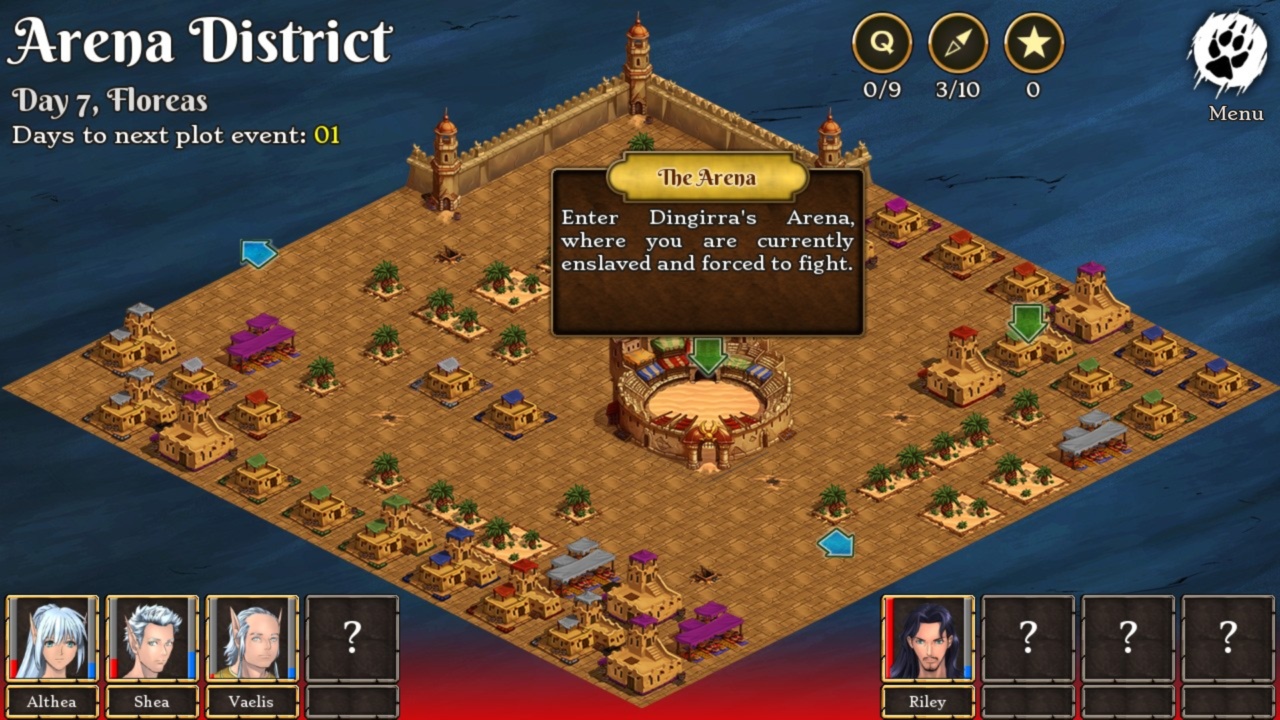 Arena District
Day 7, Floreas
Days to next plot event: 01
Q
0/9
3/10
0
Menu
The Arena
Enter Dingirra's Arena,
where you are currently
enslaved and forced to fight.
?
?
?
?
Althea
Shea
Vaelis
Riley